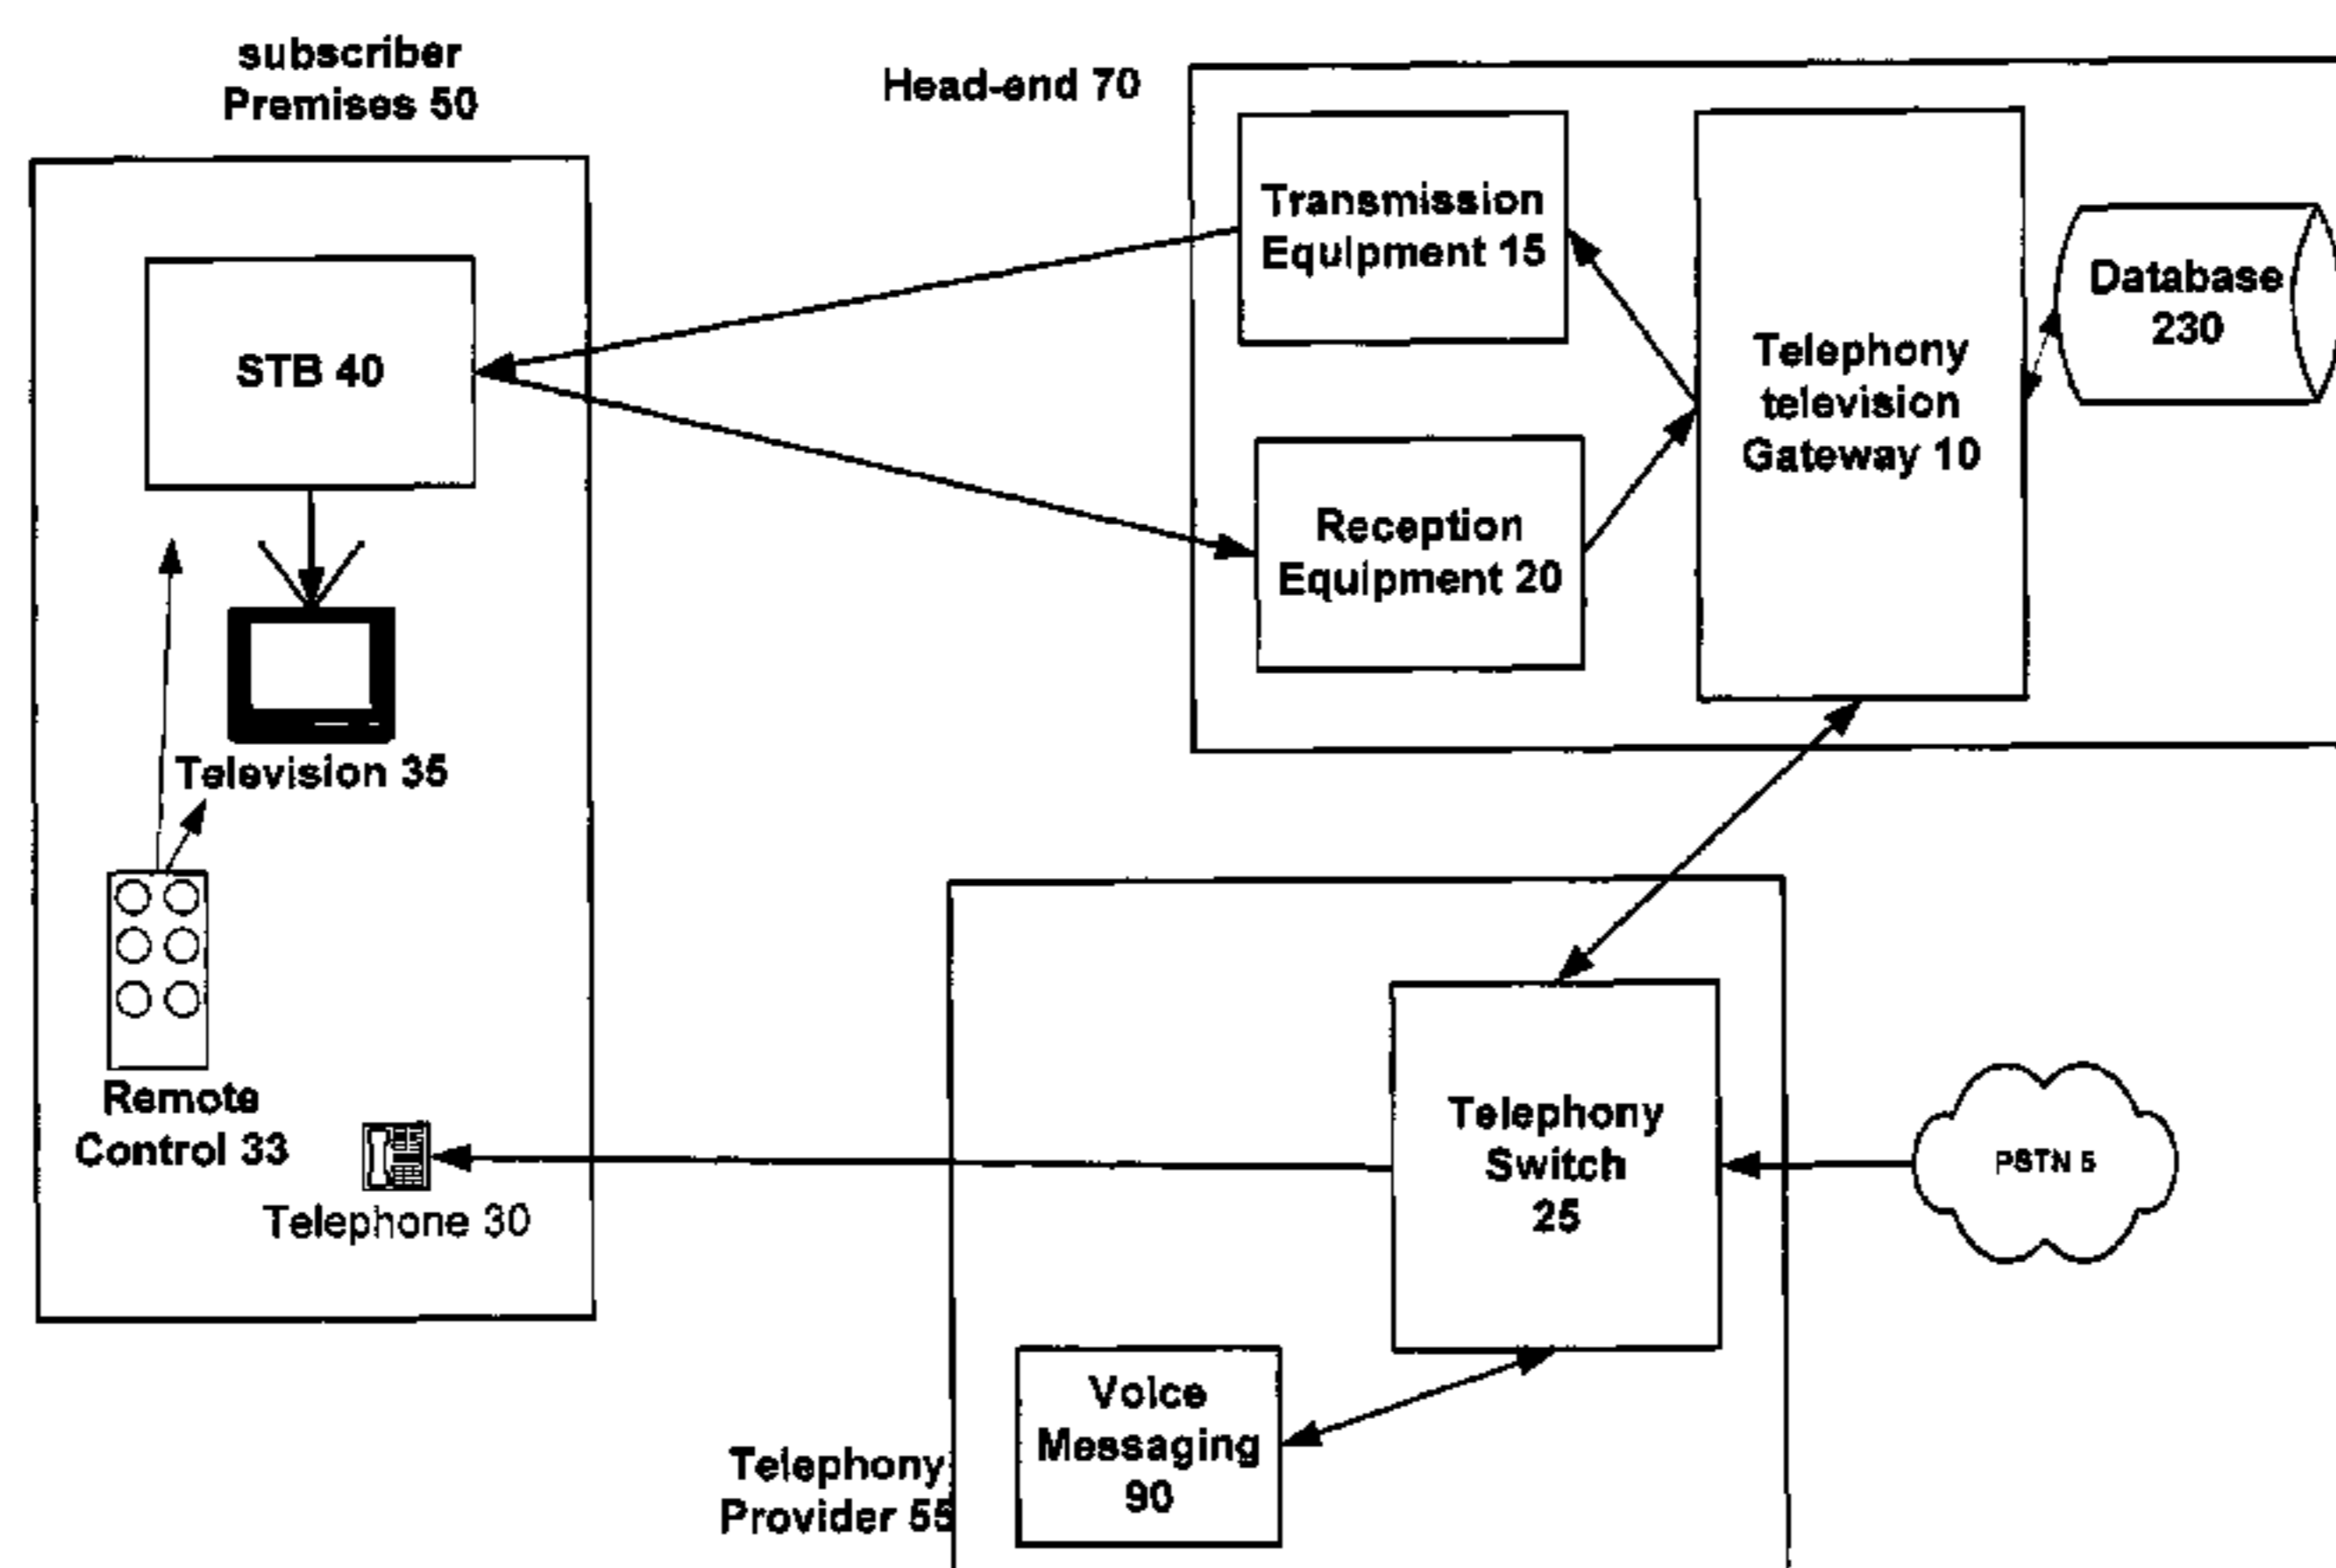 subscriber
Premises 50
Head-end 70
Transmission
Equipment 15
Database
230
STB 40
Telephony
television
Gateway 10
Reception
Equipment 20
Television 35
Remote
Control 33
Telephone 30
Telephony
Switch
25
PSTN 5
Voice
Messaging
90
Telephony
Provider 55